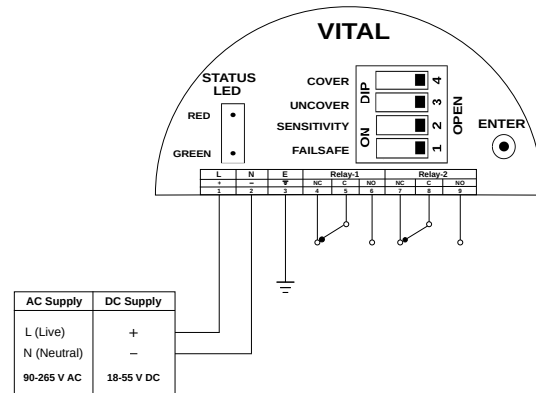 VITAL
STATUS
LED
RED
GREEN
COVER
UNCOVER
SENSITIVITY
FAILSAFE
DIP
ON
4
3
2
1
OPEN
ENTER
L N E Relay-1 Relay-2
+ − NC C NO NC C NO
1 2 3 4 5 6 7 8 9
AC Supply DC Supply
L (Live) +
N (Neutral) −
90-265 V AC 18-55 V DC